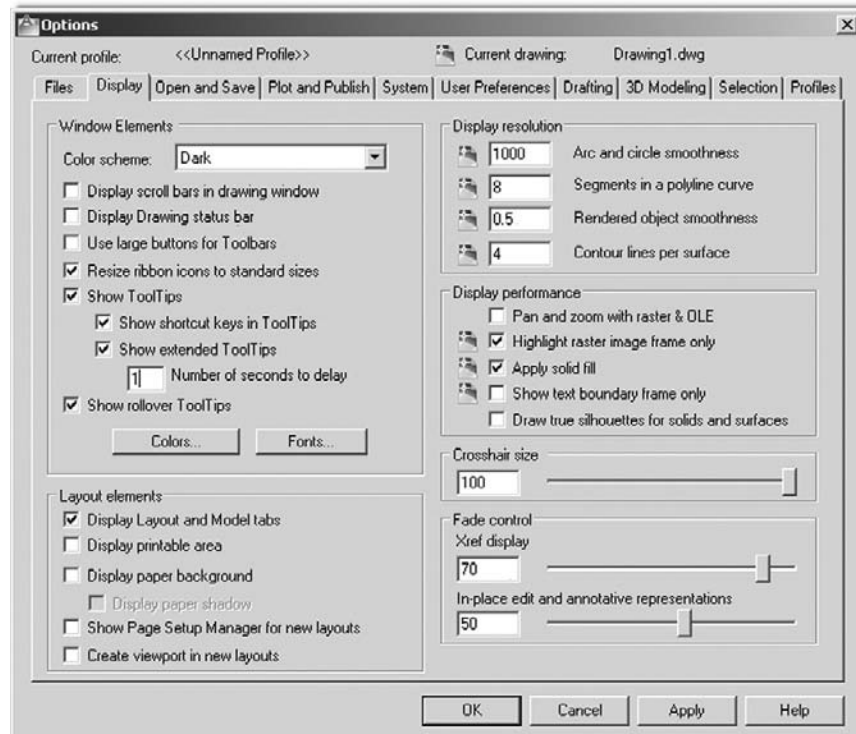 Options
Current profile: <<Unnamed Profile>> Current drawing: Drawing1.dwg
Files Display Open and Save Plot and Publish System User Preferences Drafting 3D Modeling Selection Profiles
Window Elements
Color scheme: Dark
Display scroll bars in drawing window
Display Drawing status bar
Use large buttons for Toolbars
Resize ribbon icons to standard sizes
Show ToolTips
Show shortcut keys in ToolTips
Show extended ToolTips
1 Number of seconds to delay
Show rollover ToolTips
Colors... Fonts...
Layout elements
Display Layout and Model tabs
Display printable area
Display paper background
Display paper shadow
Show Page Setup Manager for new layouts
Create viewport in new layouts
Display resolution
1000 Arc and circle smoothness
8 Segments in a polyline curve
0.5 Rendered object smoothness
4 Contour lines per surface
Display performance
Pan and zoom with raster & OLE
Highlight raster image frame only
Apply solid fill
Show text boundary frame only
Draw true silhouettes for solids and surfaces
Crosshair size
100
Fade control
Xref display
70
In-place edit and annotative representations
50
OK Cancel Apply Help